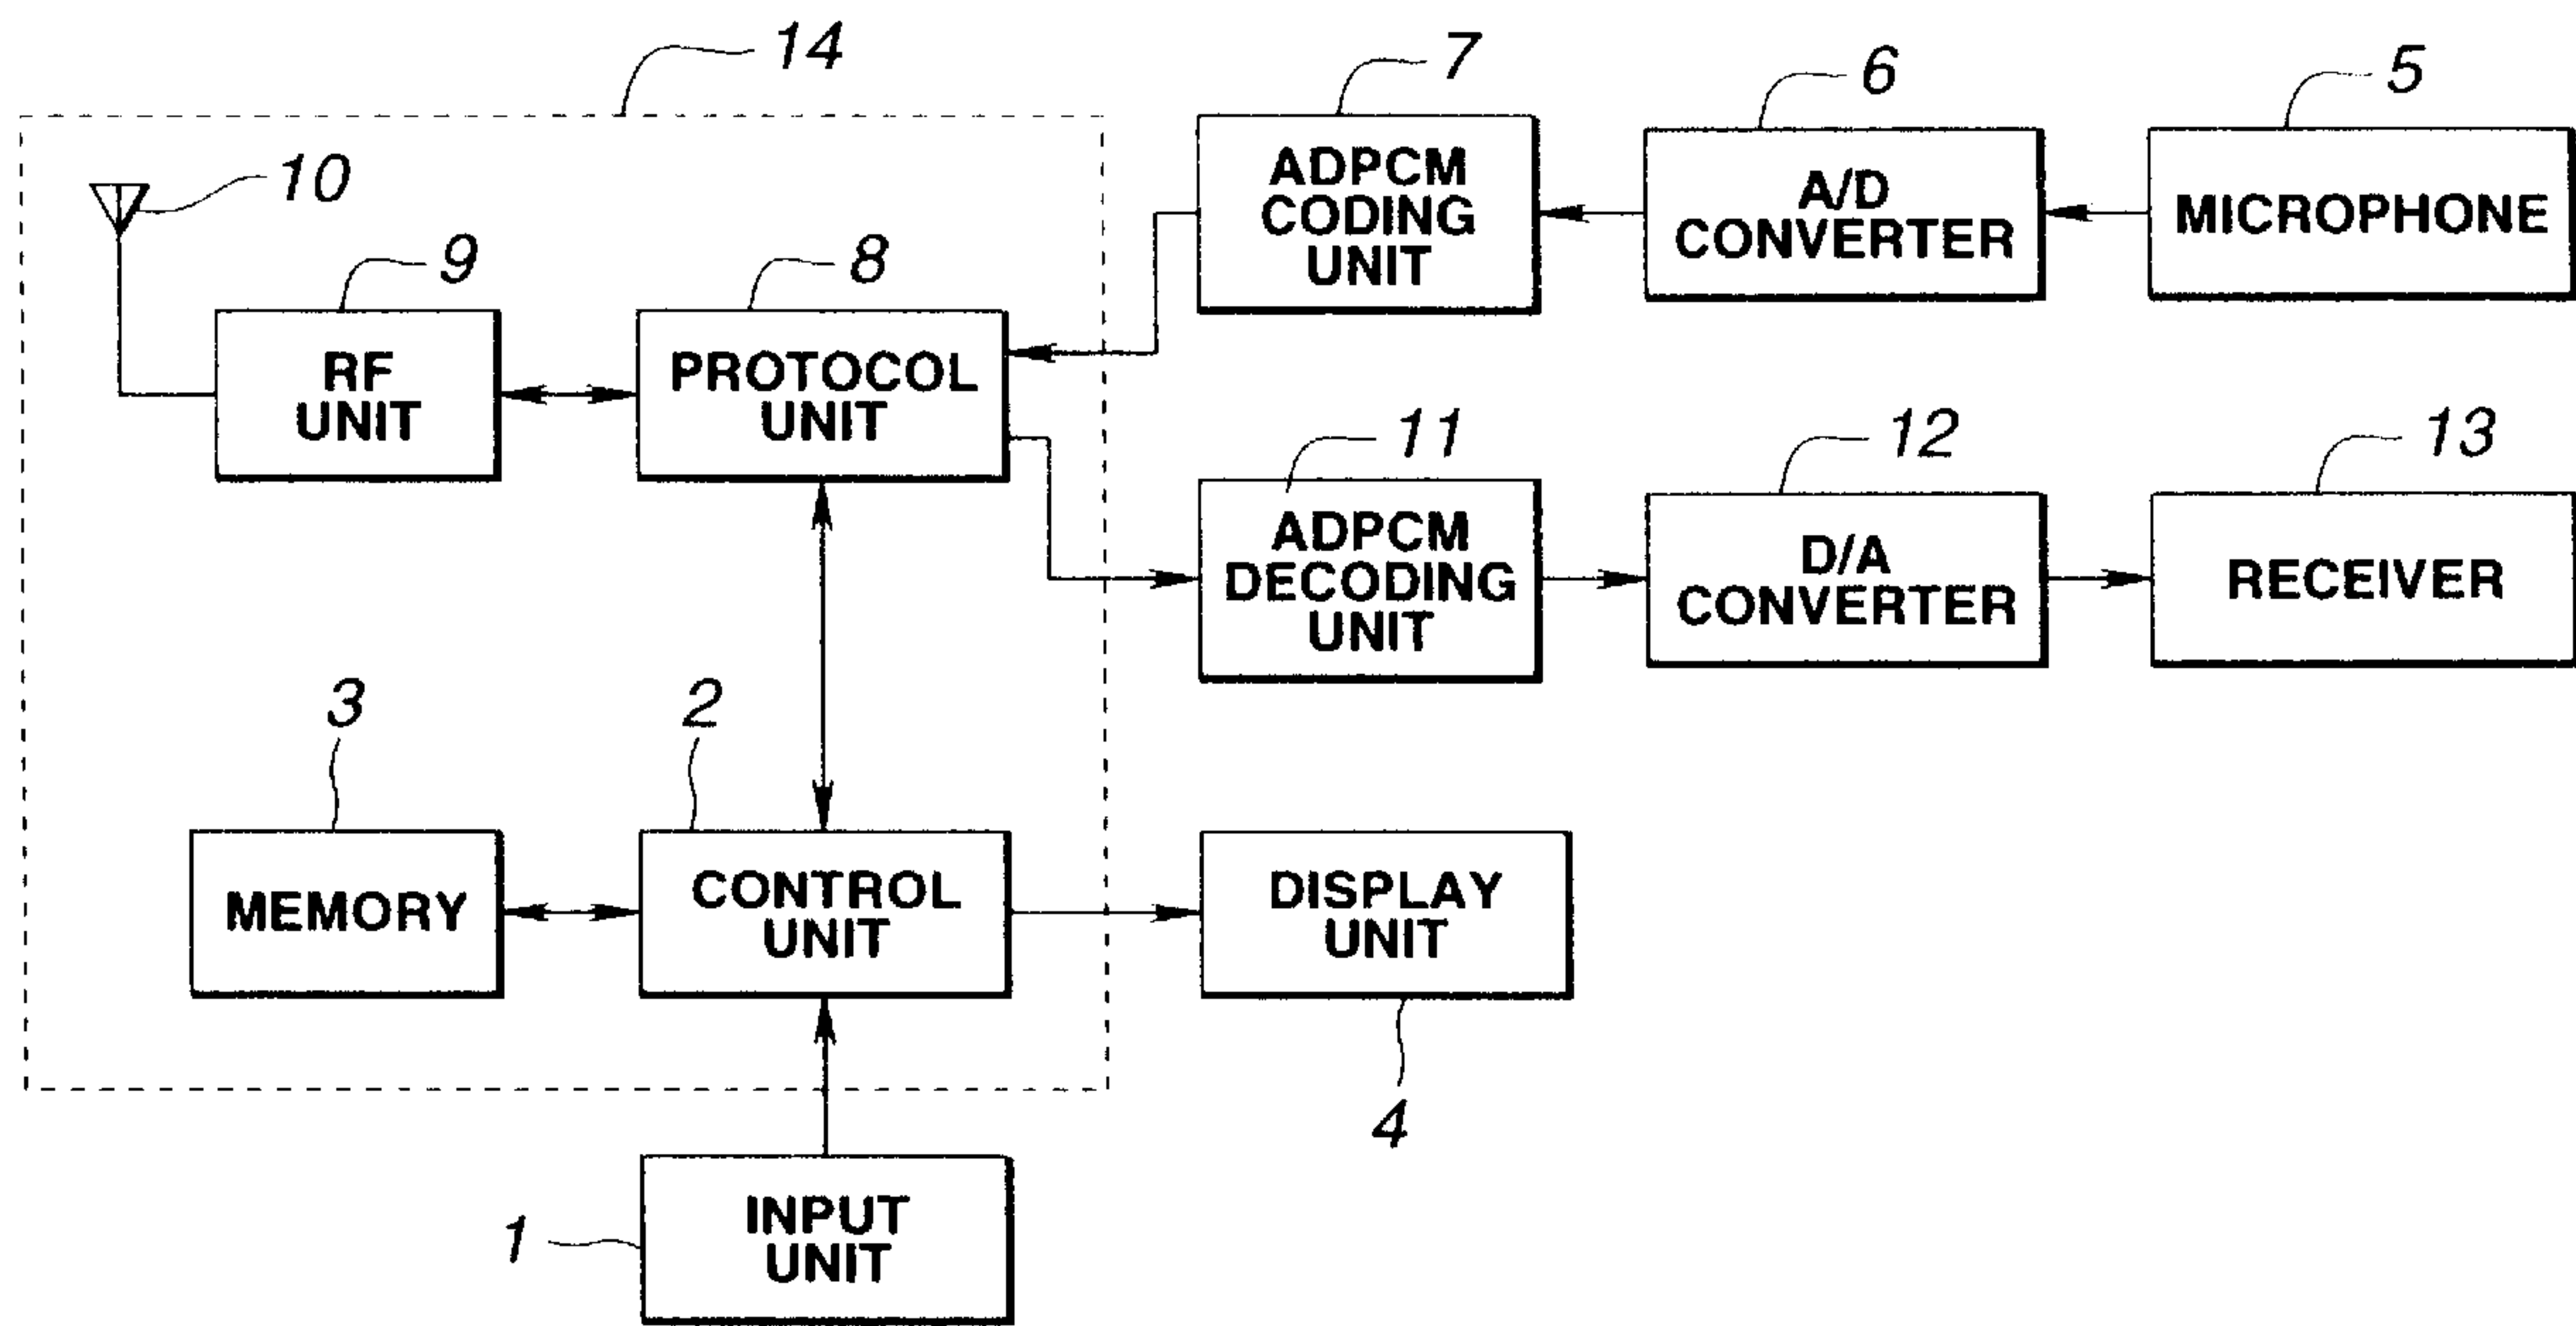 14
7
6
5
ADPCM
CODING
UNIT
A/D
CONVERTER
MICROPHONE
10
9
8
RF
UNIT
PROTOCOL
UNIT
11
12
13
ADPCM
DECODING
UNIT
D/A
CONVERTER
RECEIVER
3
2
MEMORY
CONTROL
UNIT
DISPLAY
UNIT
4
1
INPUT
UNIT